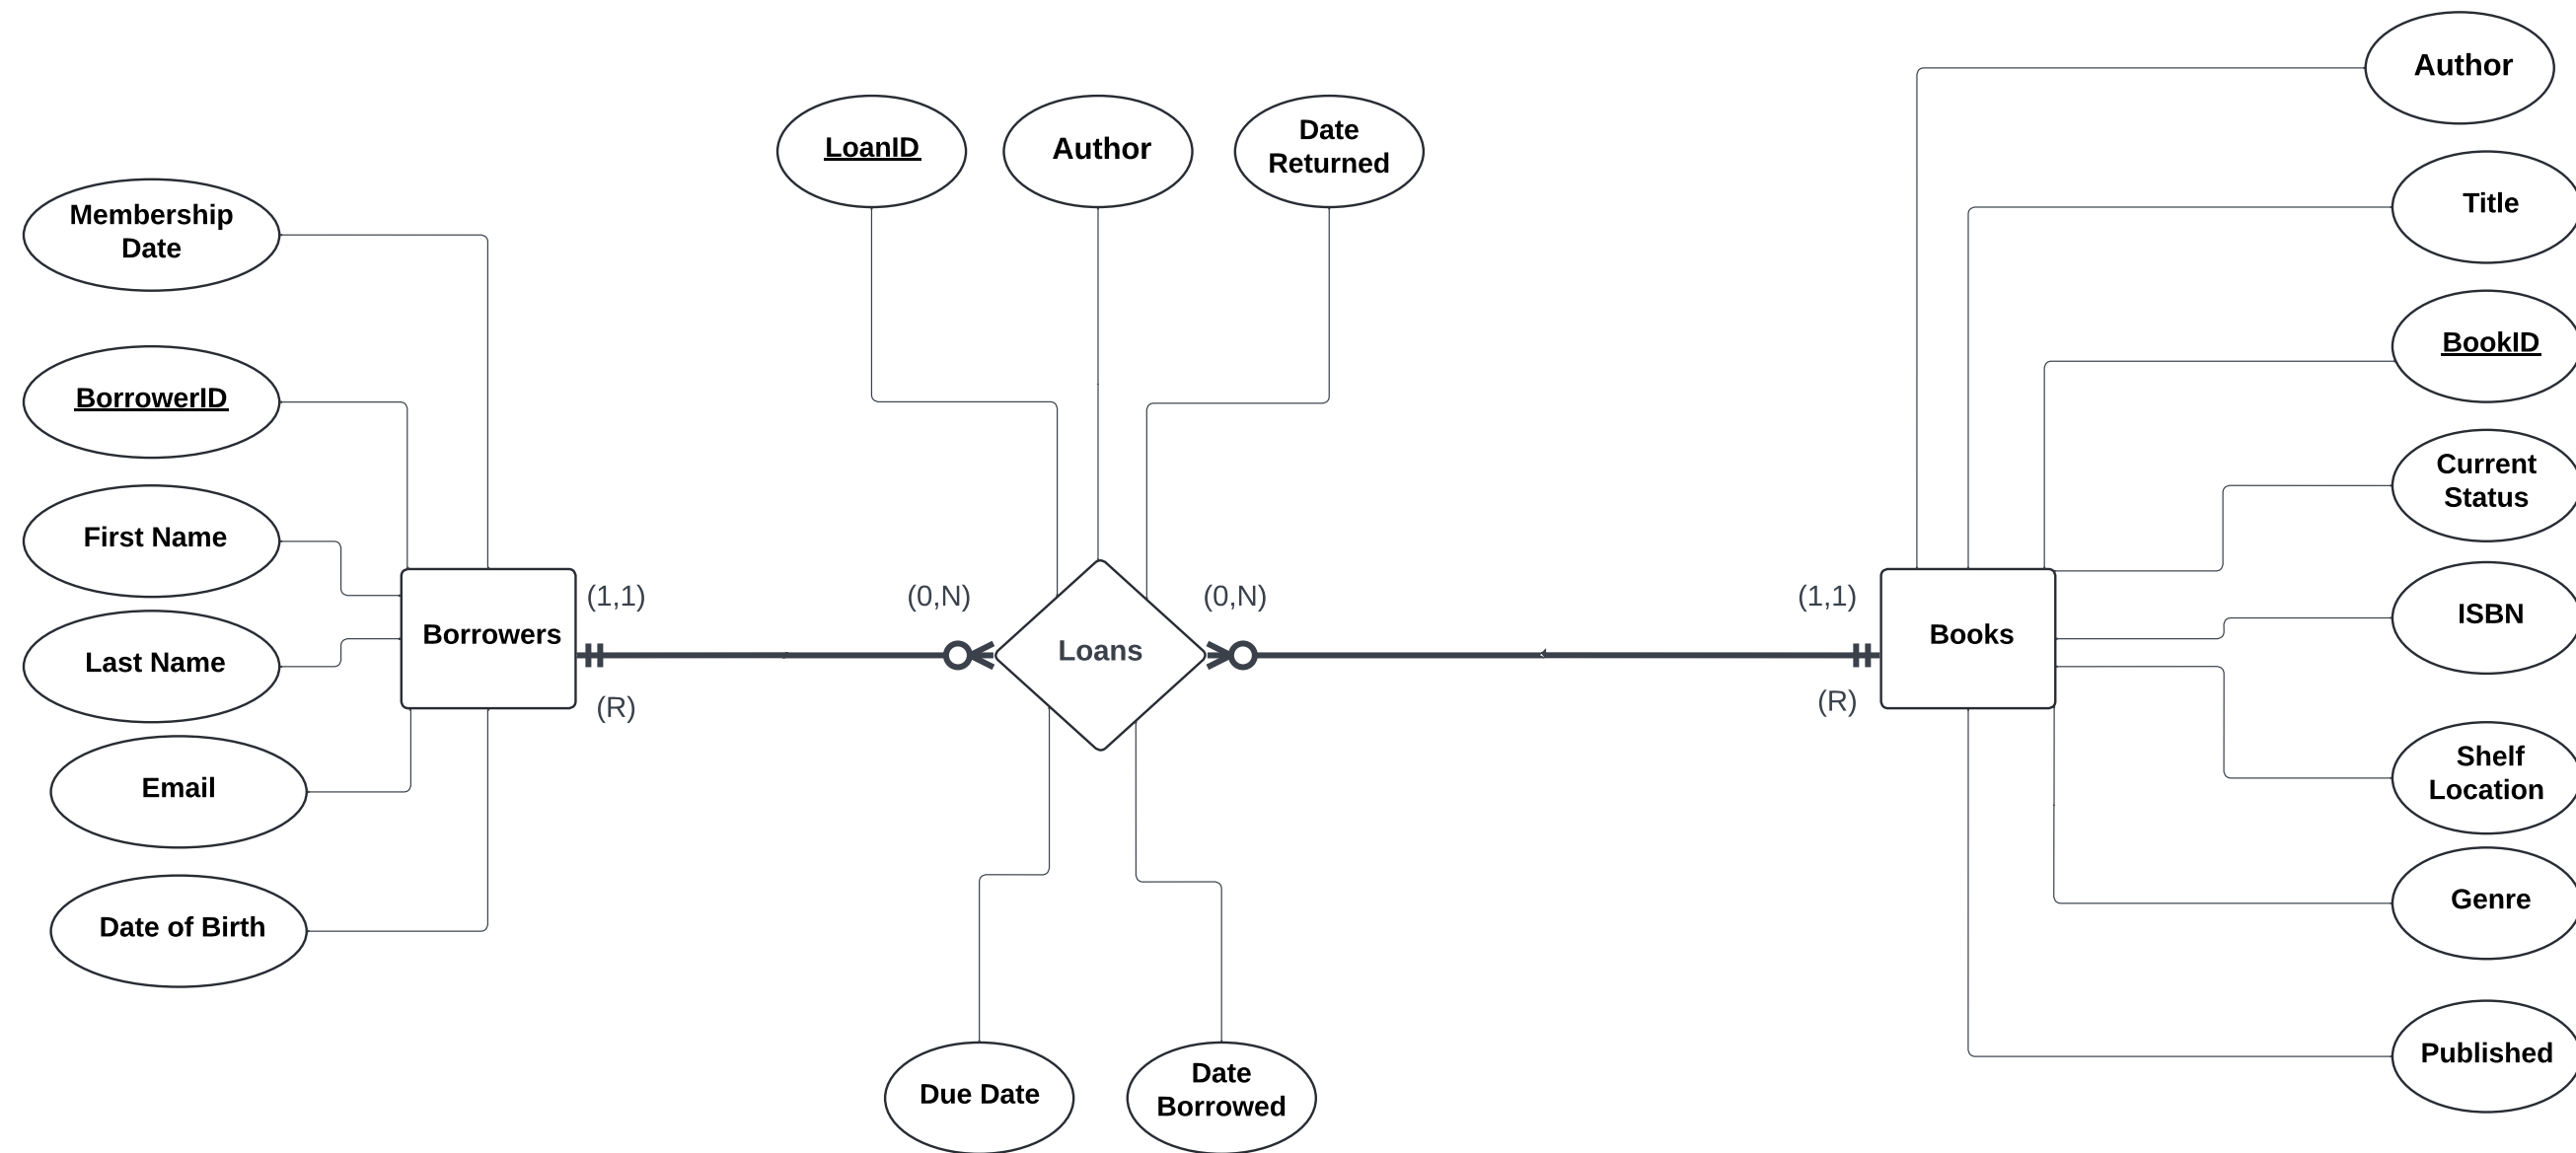 Author
LoanID
Author
Date
Returned
Title
Membership
Date
BookID
BorrowerID
Current
Status
First Name
ISBN
(1,1)
(0,N)
(0,N)
(1,1)
Borrowers
Loans
Books
Last Name
(R)
(R)
Shelf
Location
Email
Genre
Date of Birth
Published
Due Date
Date
Borrowed